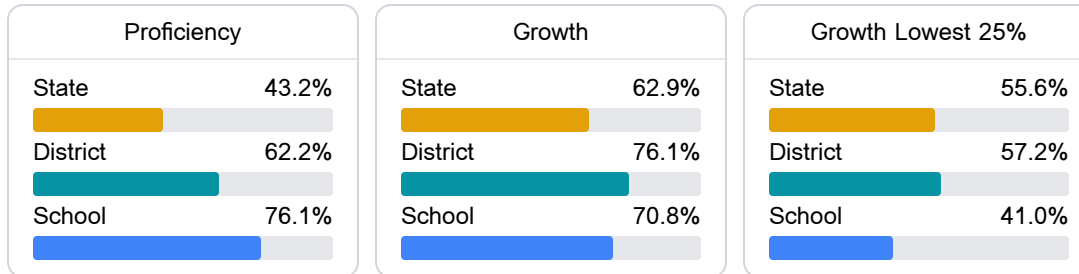 Proficiency
State 43.2%
District 62.2%
School 76.1%
Growth
State 62.9%
District 76.1%
School 70.8%
Growth Lowest 25%
State 55.6%
District 57.2%
School 41.0%